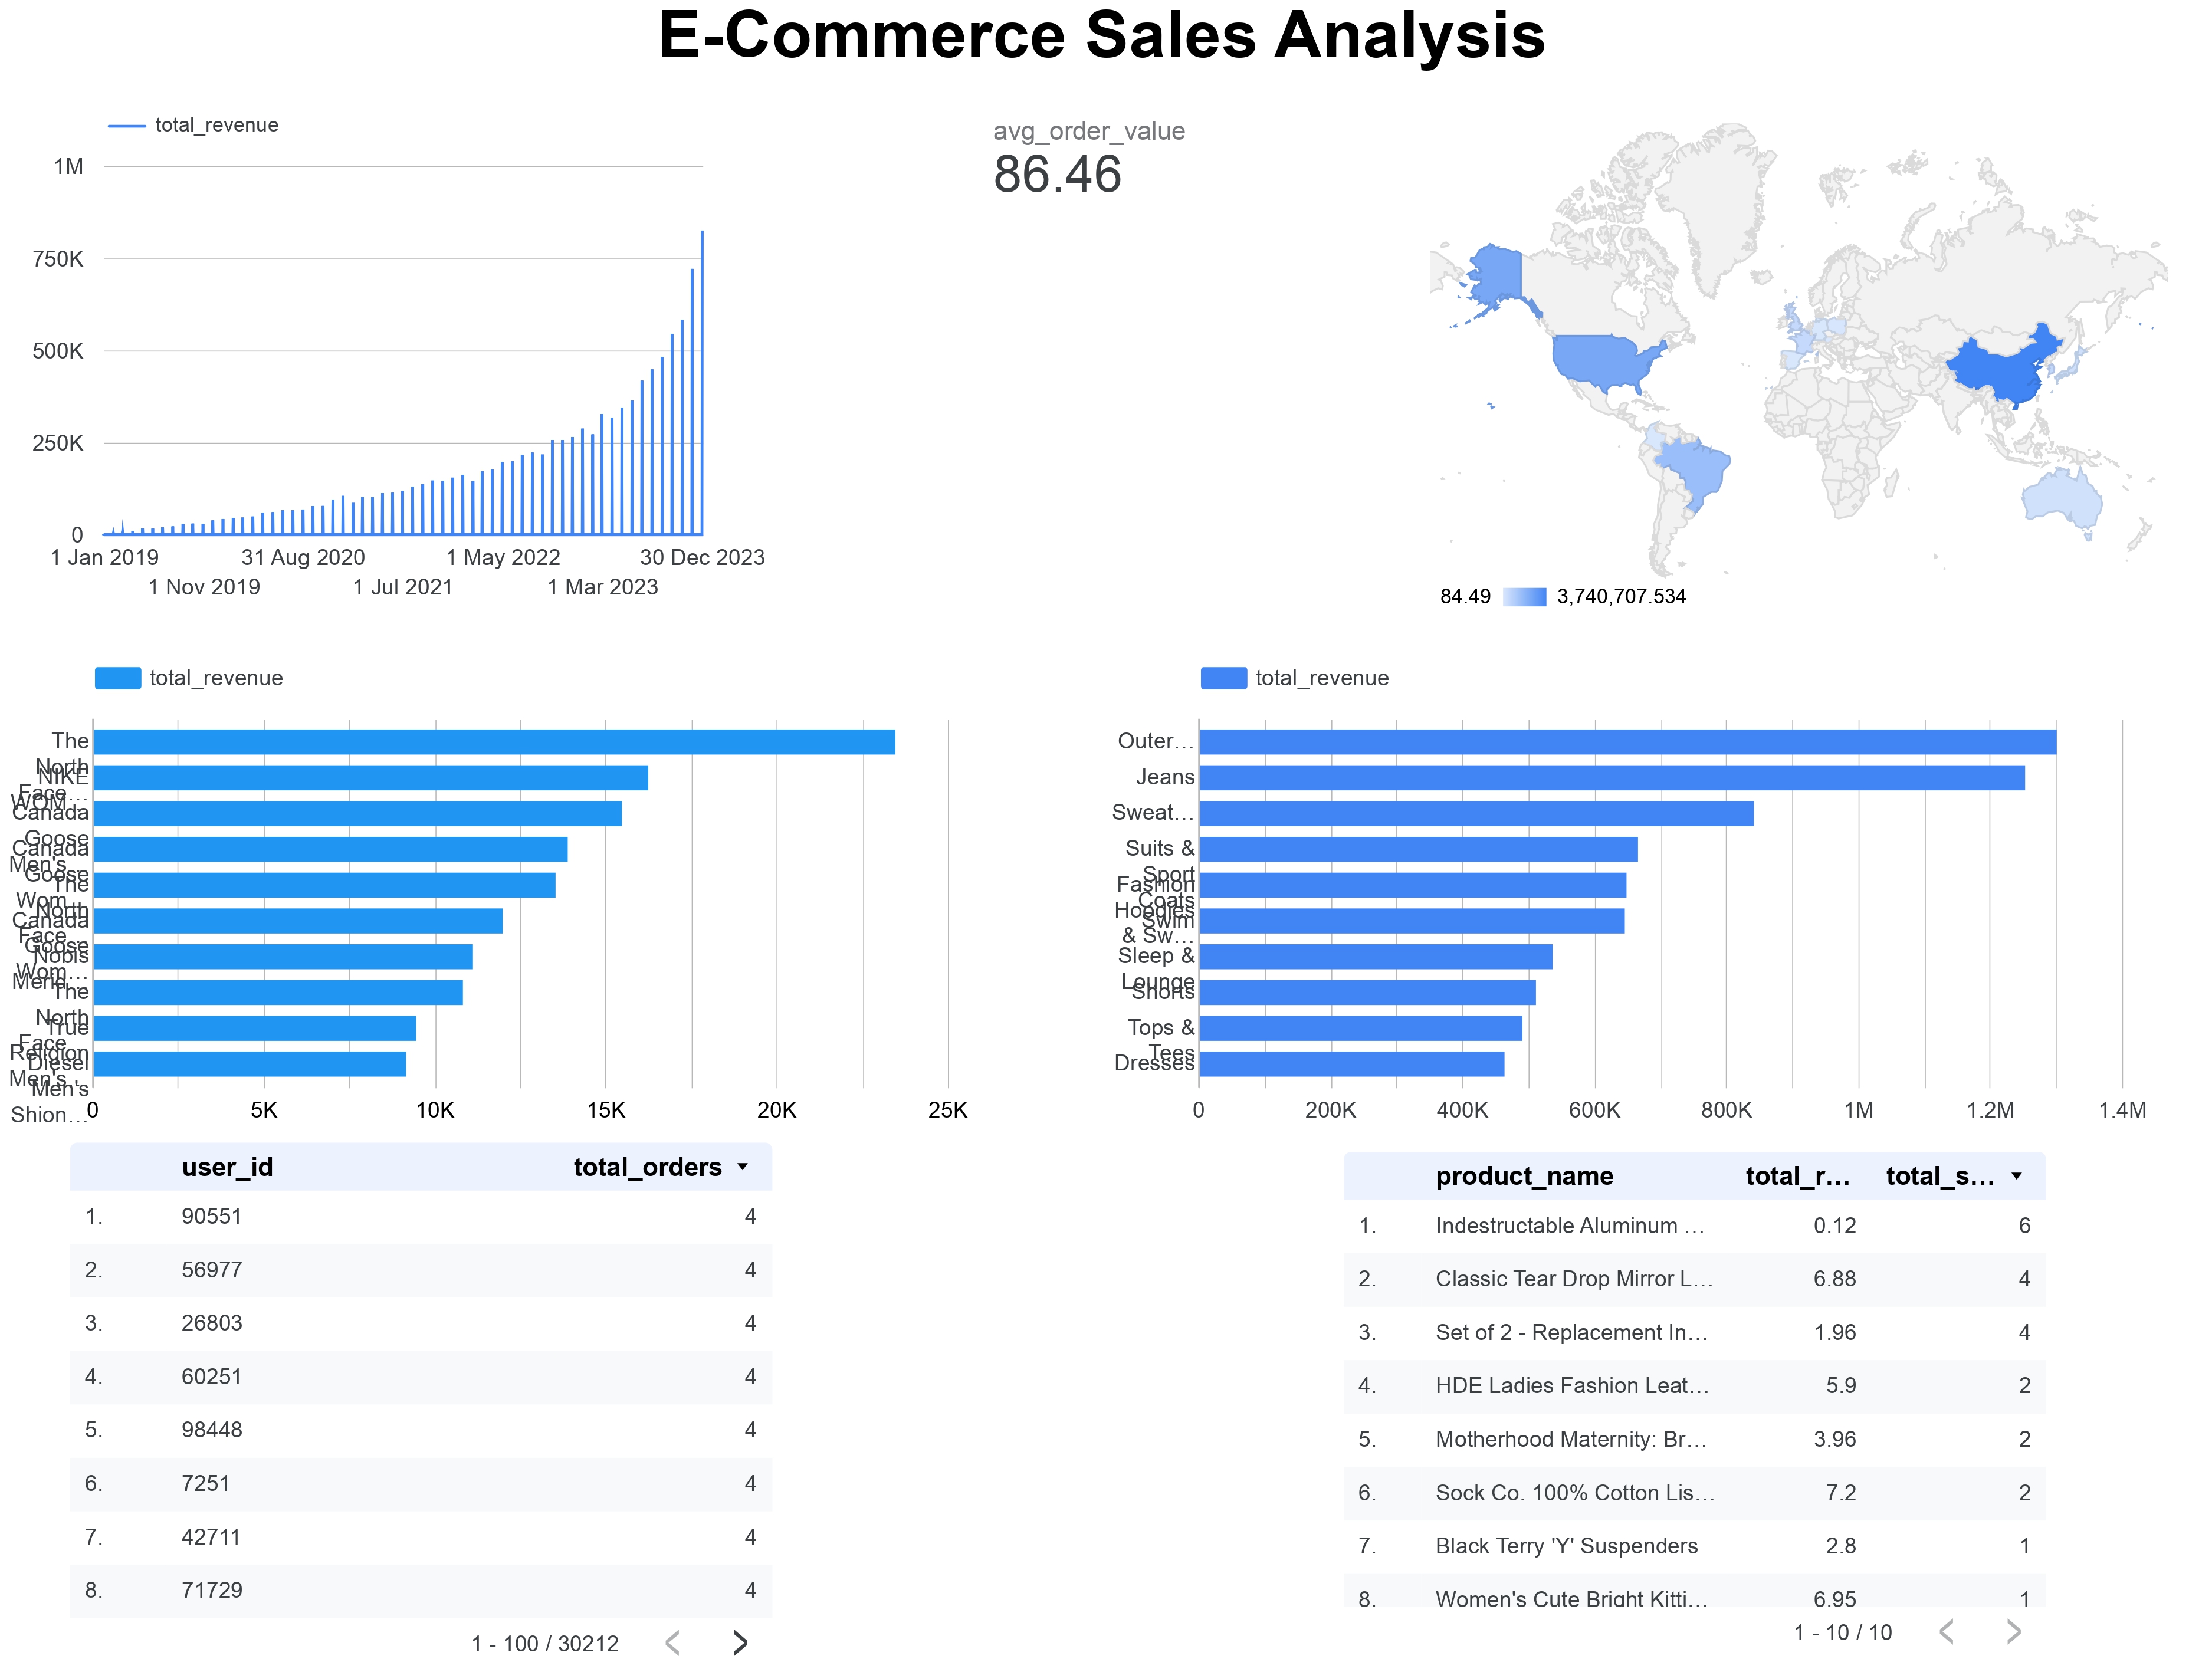 E-Commerce Sales Analysis
total_revenue
1M
750K
500K
250K
0
1 Jan 2019
31 Aug 2020
1 May 2022
30 Dec 2023
1 Nov 2019
1 Jul 2021
1 Mar 2023
avg_order_value
86.46
84.49
3,740,707.534
total_revenue
The
North
Face…
NIKE
WOM…
Canada
Goose
Men's…
Canada
Goose
Wom…
The
North
Face…
Canada
Goose
Wom…
Nobis
Merid…
The
North
Face…
True
Religion
Men's…
Diesel
Men's
Shion…
0
5K
10K
15K
20K
25K
total_revenue
Outer…
Jeans
Sweat…
Suits &
Sport
Coats
Fashion
Hoodies
& Sw…
Swim
Sleep &
Lounge
Shorts
Tops &
Tees
Dresses
0
200K
400K
600K
800K
1M
1.2M
1.4M
user_id total_orders
1. 90551 4
2. 56977 4
3. 26803 4
4. 60251 4
5. 98448 4
6. 7251 4
7. 42711 4
8. 71729 4
1 - 100 / 30212
product_name total_r… total_s…
1. Indestructable Aluminum … 0.12 6
2. Classic Tear Drop Mirror L… 6.88 4
3. Set of 2 - Replacement In… 1.96 4
4. HDE Ladies Fashion Leat… 5.9 2
5. Motherhood Maternity: Br… 3.96 2
6. Sock Co. 100% Cotton Lis… 7.2 2
7. Black Terry 'Y' Suspenders 2.8 1
8. Women's Cute Bright Kitti… 6.95 1
1 - 10 / 10